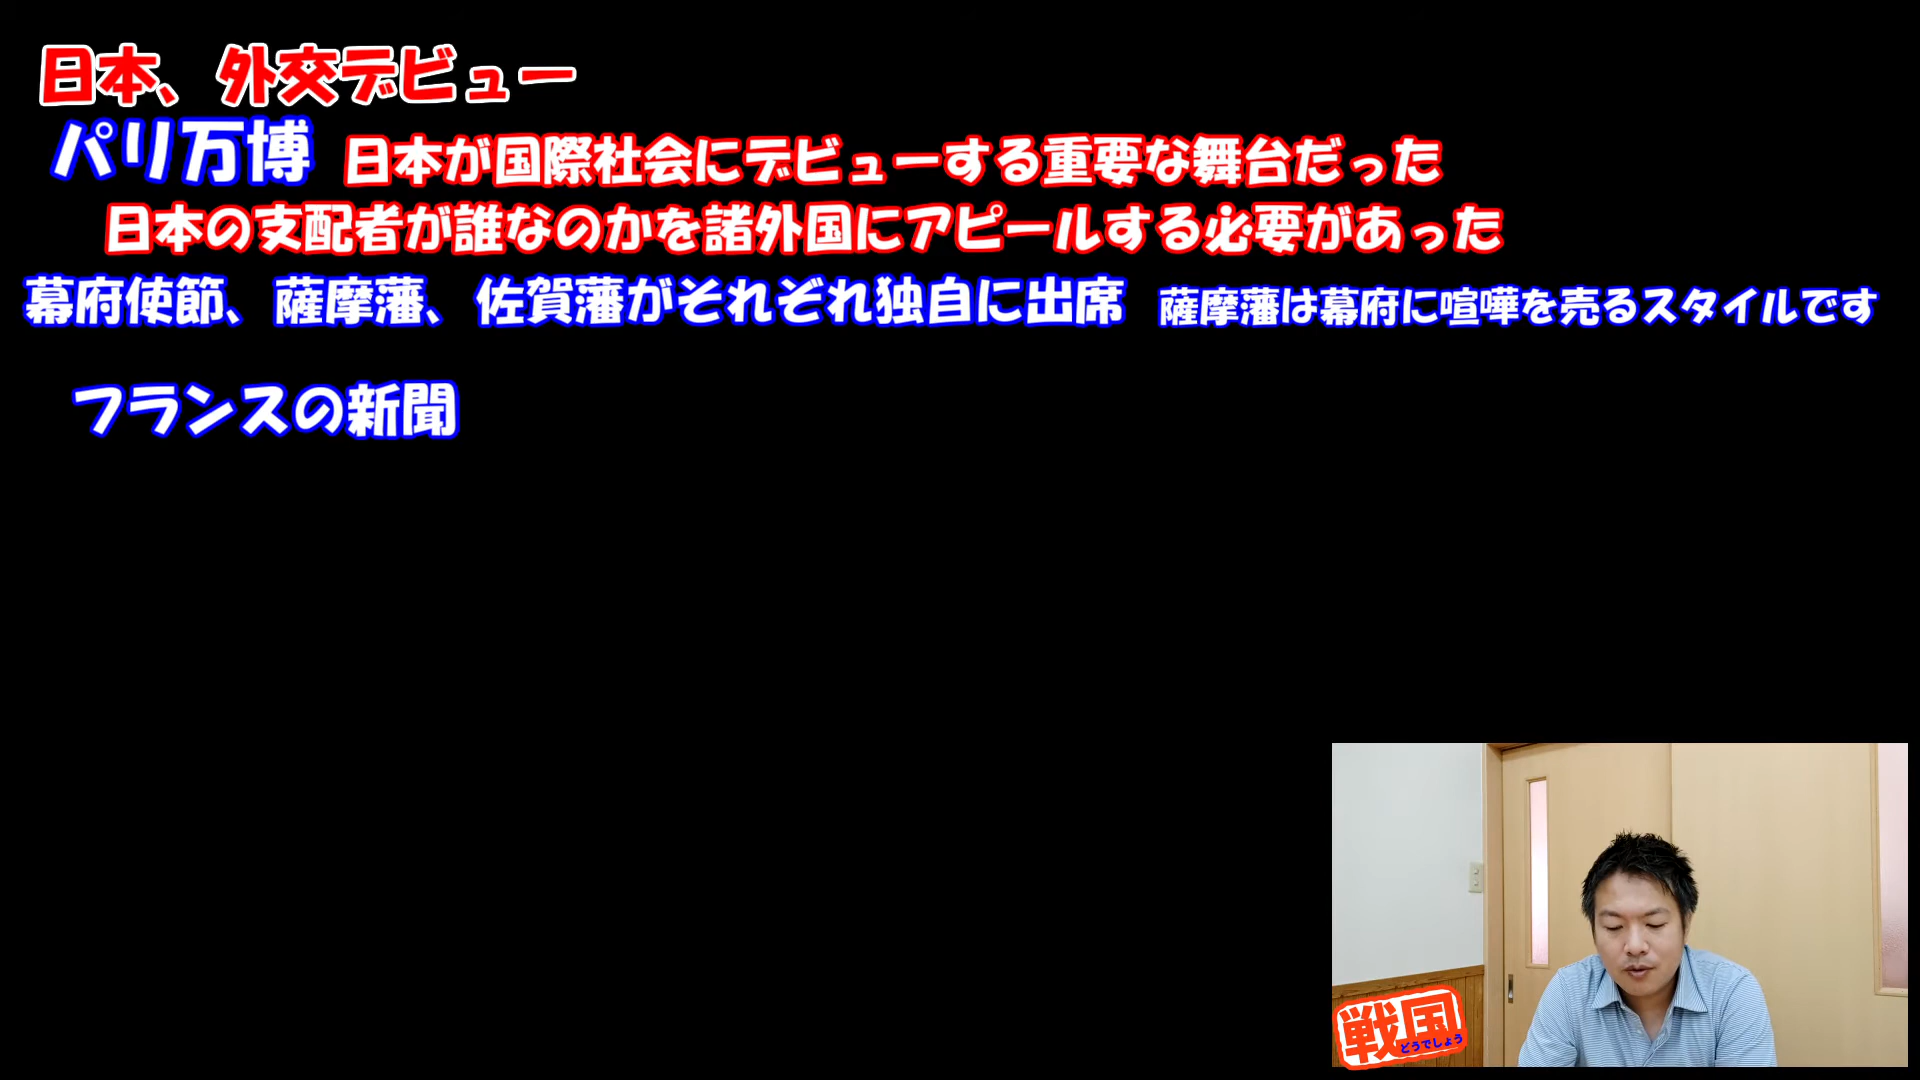 日本、外交デビュー
パリ万博 日本が国際社会にデビューする重要な舞台だった
日本の支配者が誰なのかを諸外国にアピールする必要があった
幕府使節、薩摩藩、佐賀藩がそれぞれ独自に出席 薩摩藩は幕府に喧嘩を売るスタイルです
フランスの新聞
戦国
どうでしょう